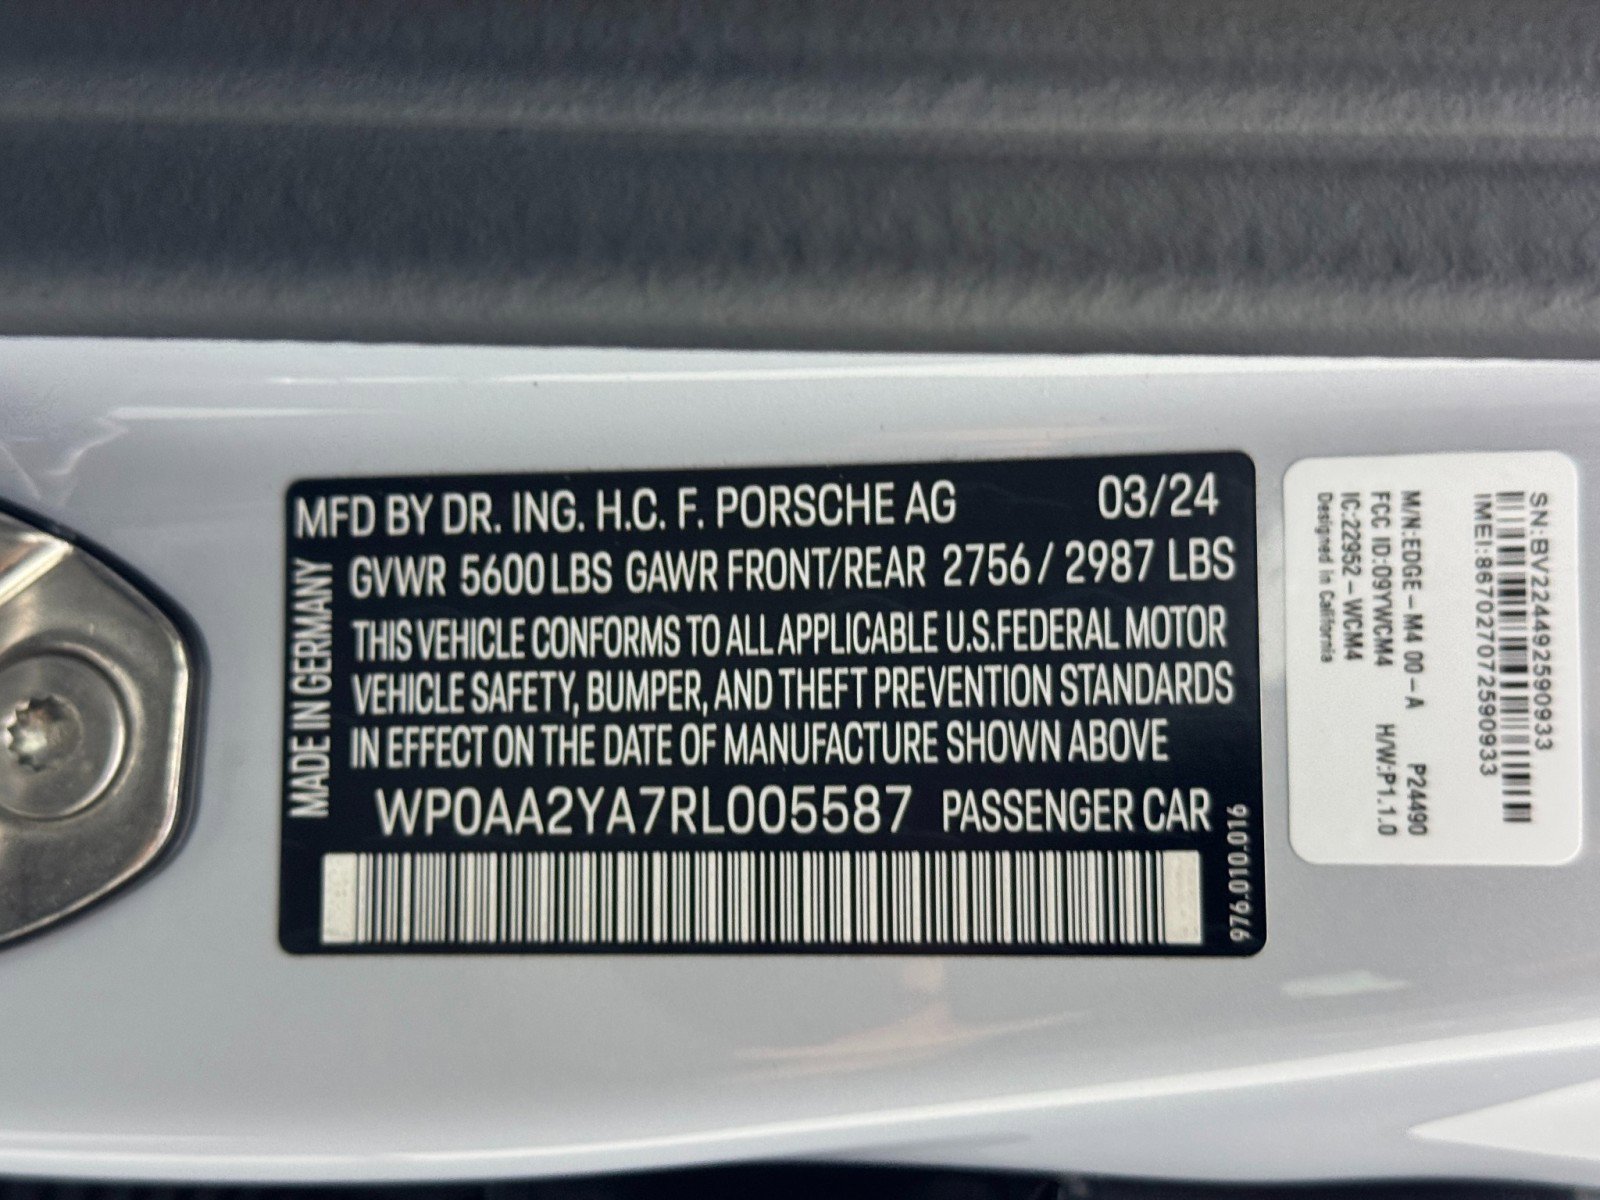 MFD BY DR. ING. H.C. F. PORSCHE AG 03/24
GVWR 5600 LBS GAWR FRONT/REAR 2756 / 2987 LBS
THIS VEHICLE CONFORMS TO ALL APPLICABLE U.S.FEDERAL MOTOR
VEHICLE SAFETY, BUMPER, AND THEFT PREVENTION STANDARDS
IN EFFECT ON THE DATE OF MANUFACTURE SHOWN ABOVE
WP0AA2YA7RL005587 PASSENGER CAR
MADE IN GERMANY
976.010.016
SN:BV224492590933
IMEI:867027072590933
M/N:EDGE-M4 00-A P24490
FCC ID:09YWCM4 H/W:P1.1.0
IC:22952-WCM4
Designed in California